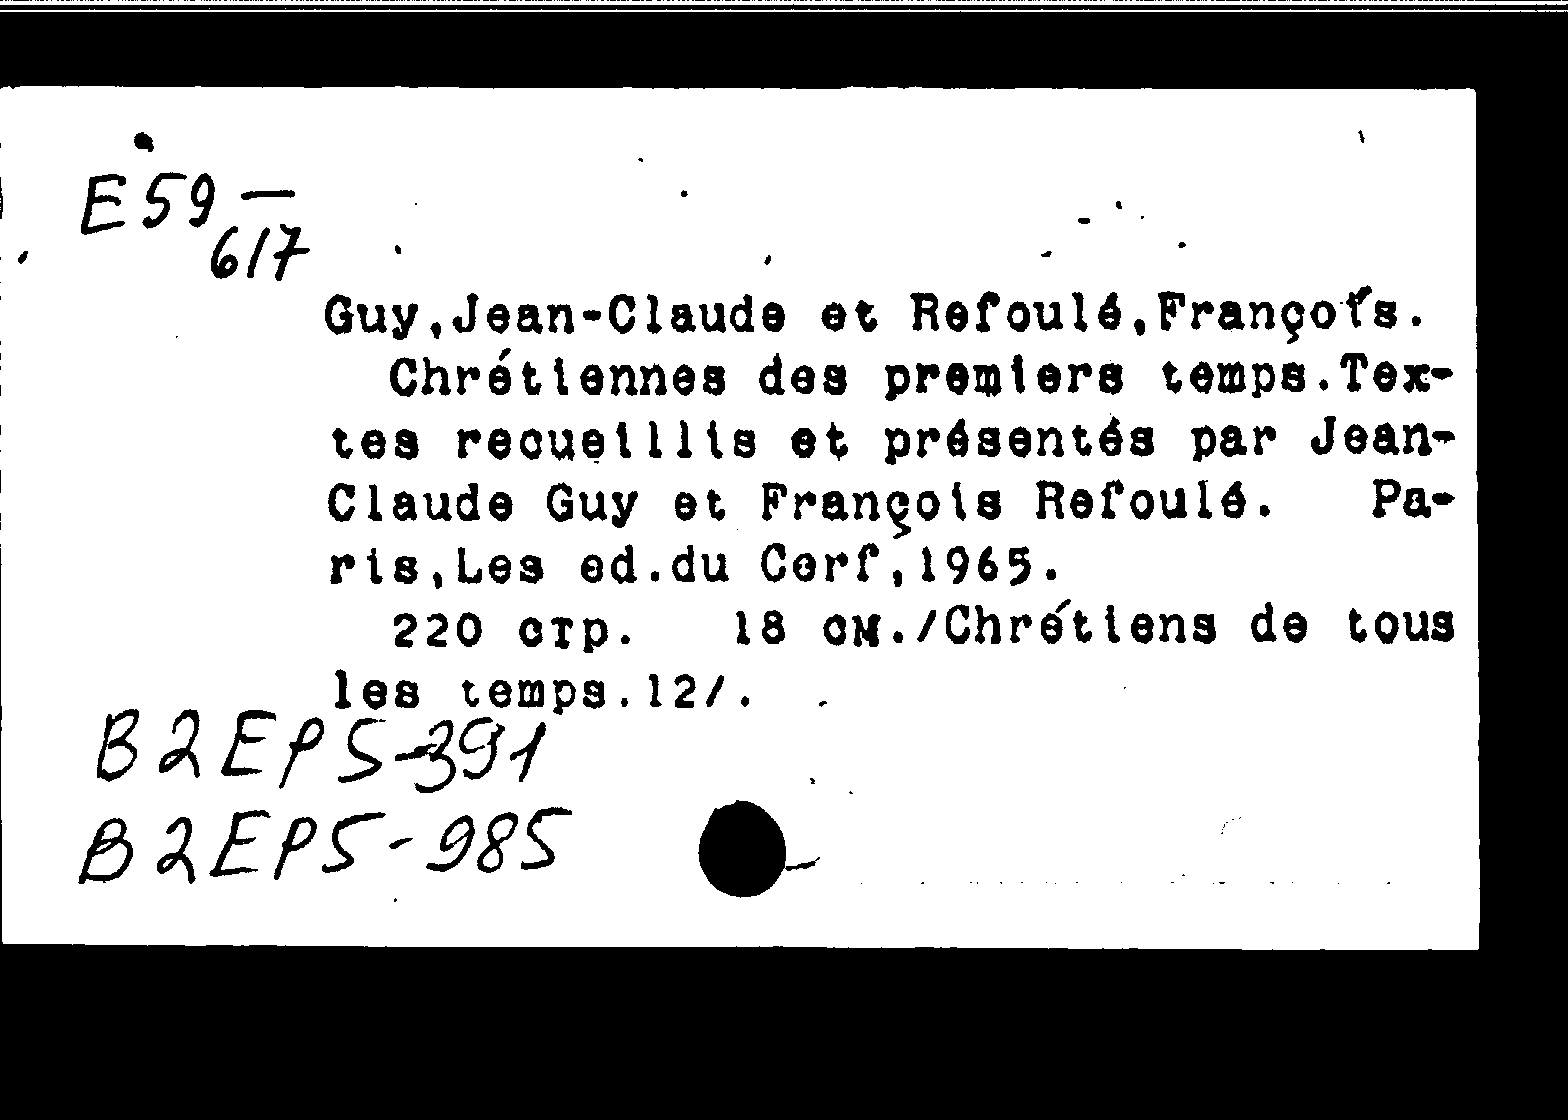 E59—
617
Guy,Jean-Claude et Refoulé,François.
Chrétiennes des premiers temps.Tex-
tes recueillis et présentés par Jean-
Claude Guy et François Refoulé. Pa-
ris,Les ed.du Cerf,1965.
220 стр. 18 см./Chrétiens de tous
les temps.12/.
B2EP5-391
B2EP5-985